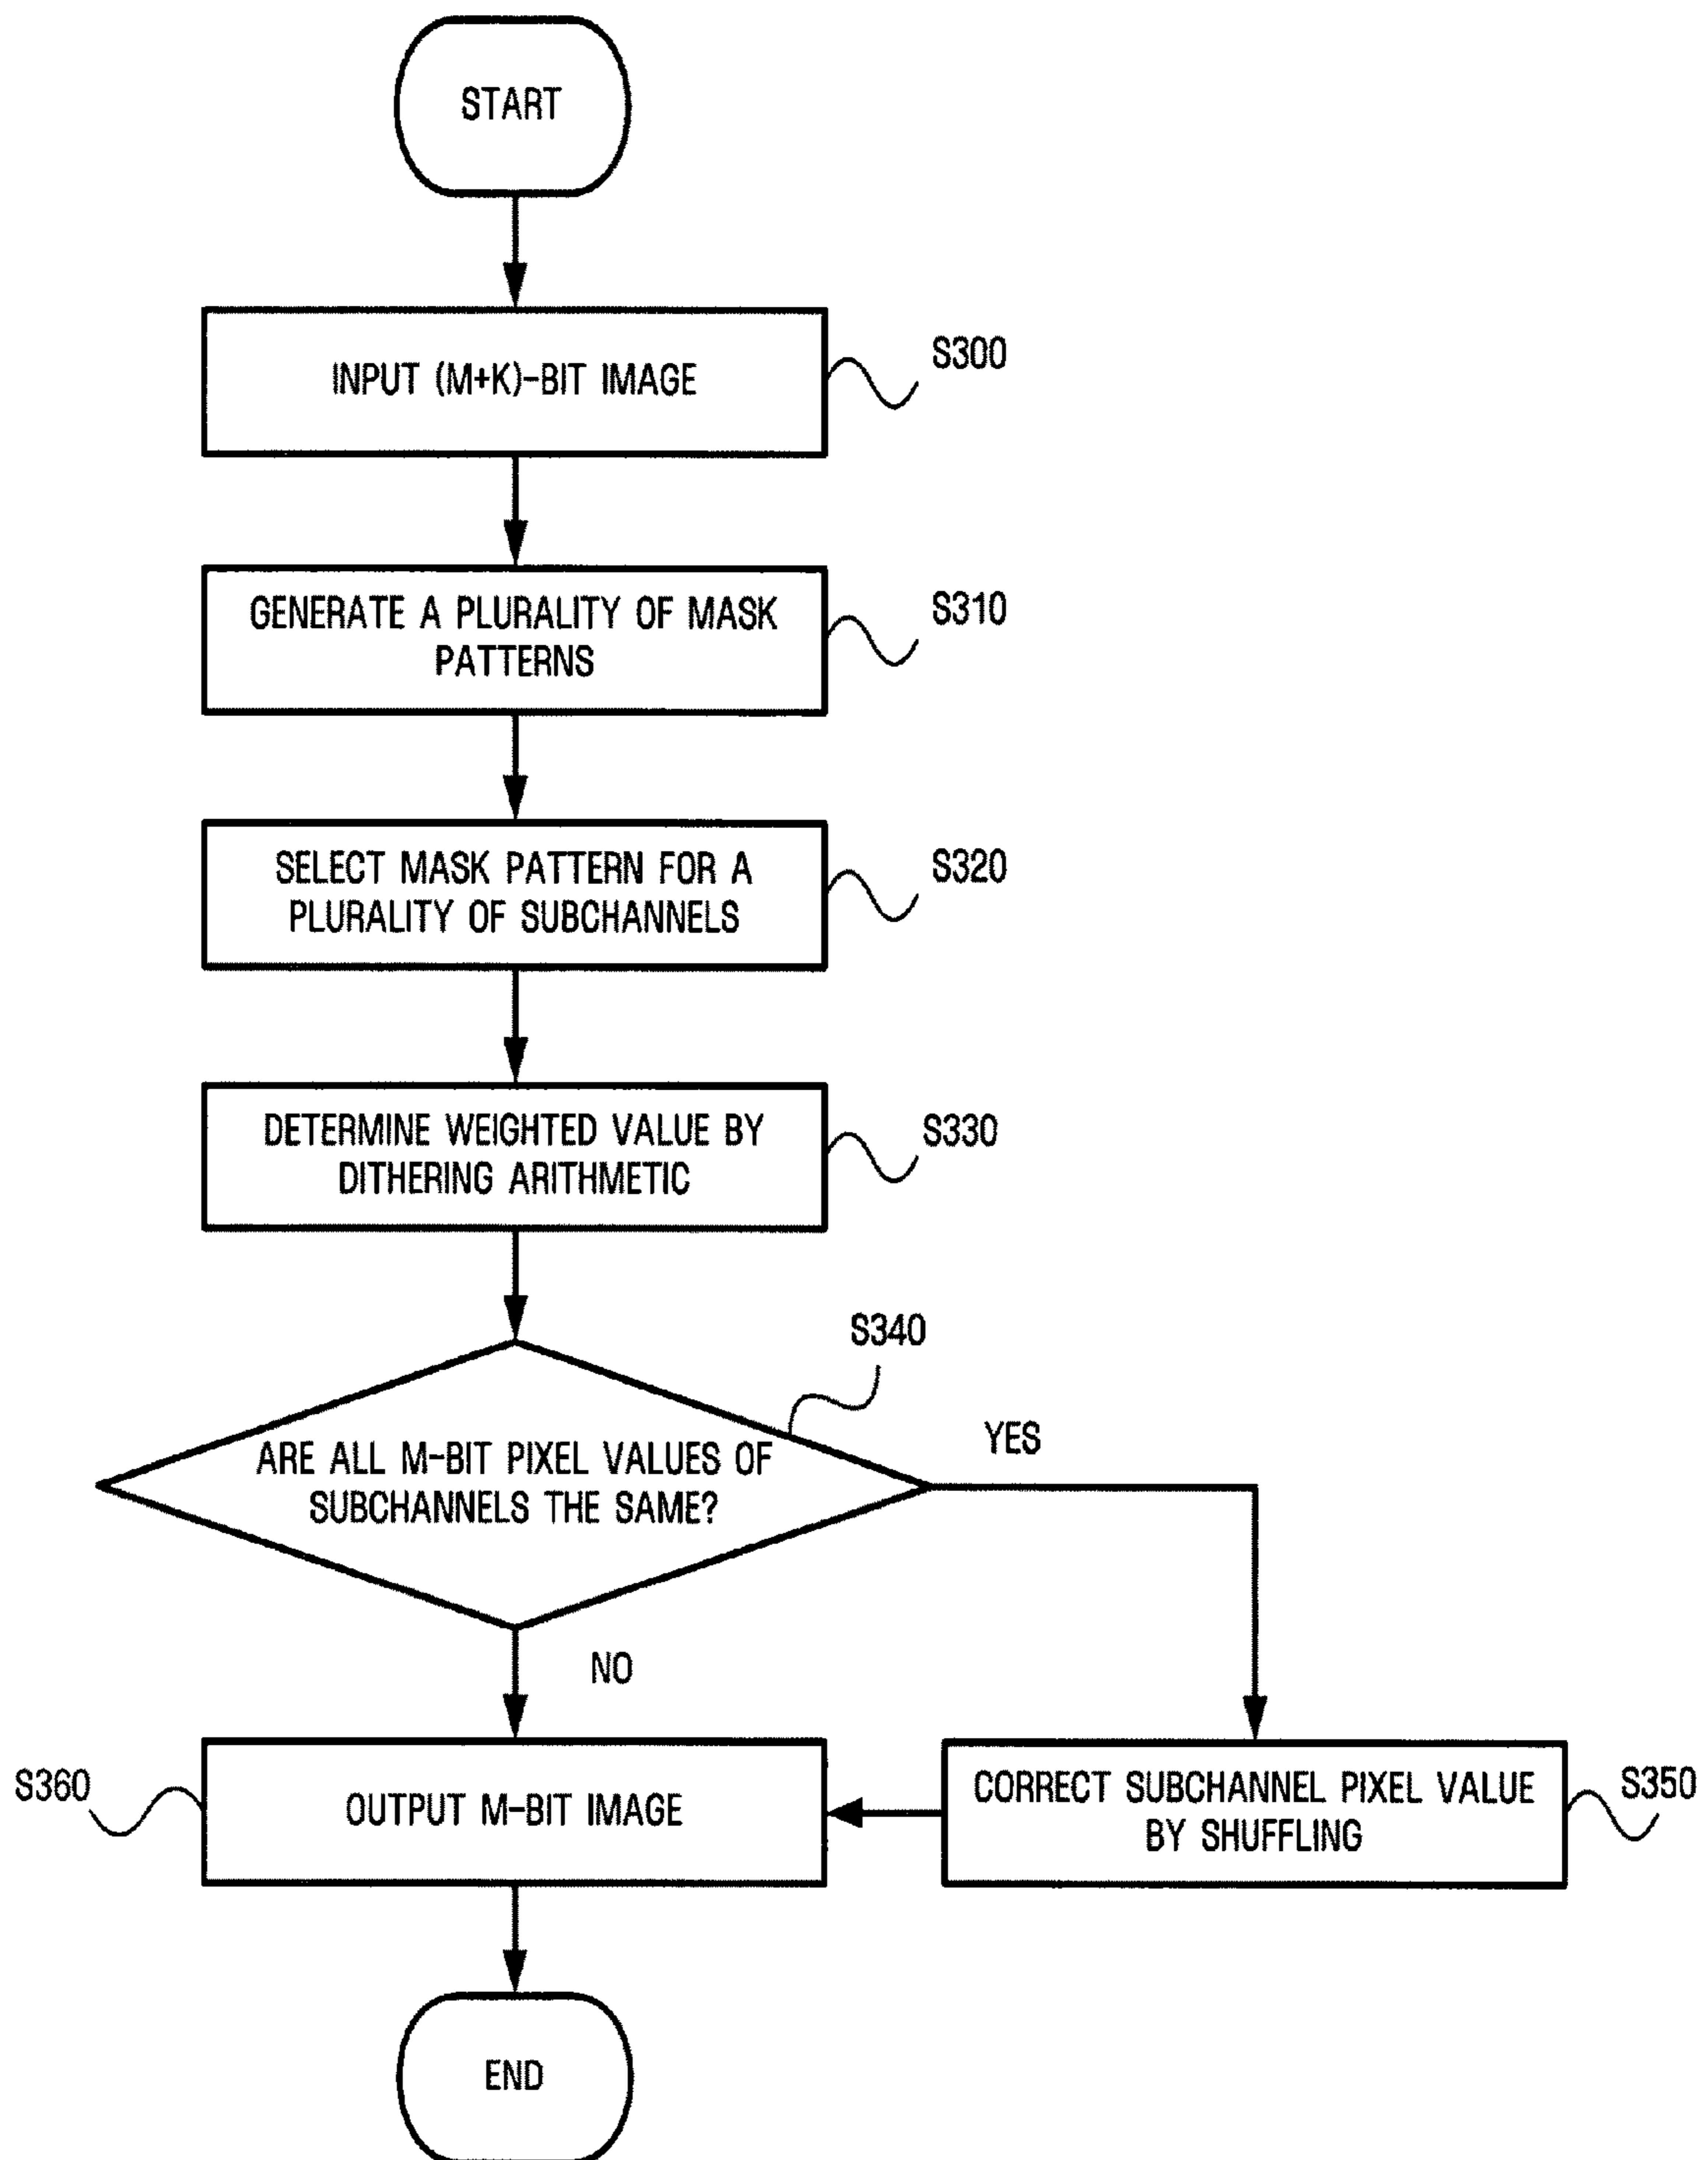 START
INPUT (M+K)-BIT IMAGE
S300
GENERATE A PLURALITY OF MASK
PATTERNS
S310
SELECT MASK PATTERN FOR A
PLURALITY OF SUBCHANNELS
S320
DETERMINE WEIGHTED VALUE BY
DITHERING ARITHMETIC
S330
S340
ARE ALL M-BIT PIXEL VALUES OF
SUBCHANNELS THE SAME?
YES
NO
S360
OUTPUT M-BIT IMAGE
CORRECT SUBCHANNEL PIXEL VALUE
BY SHUFFLING
S350
END